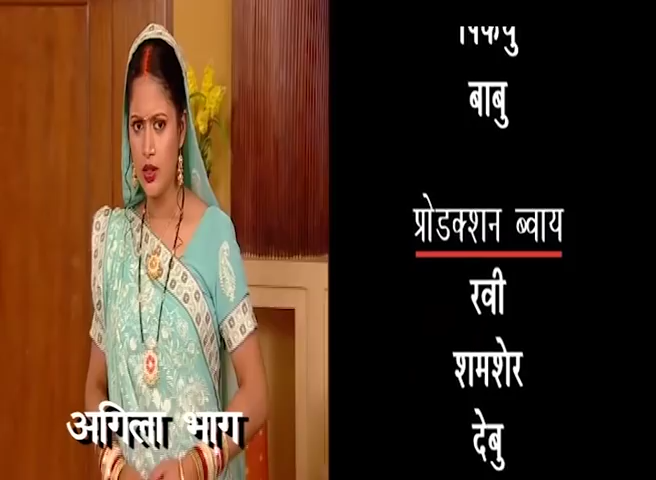 बाबु
प्रोडक्शन ब्वाय
रवी
शमशेर
देबु
अगिला भाग